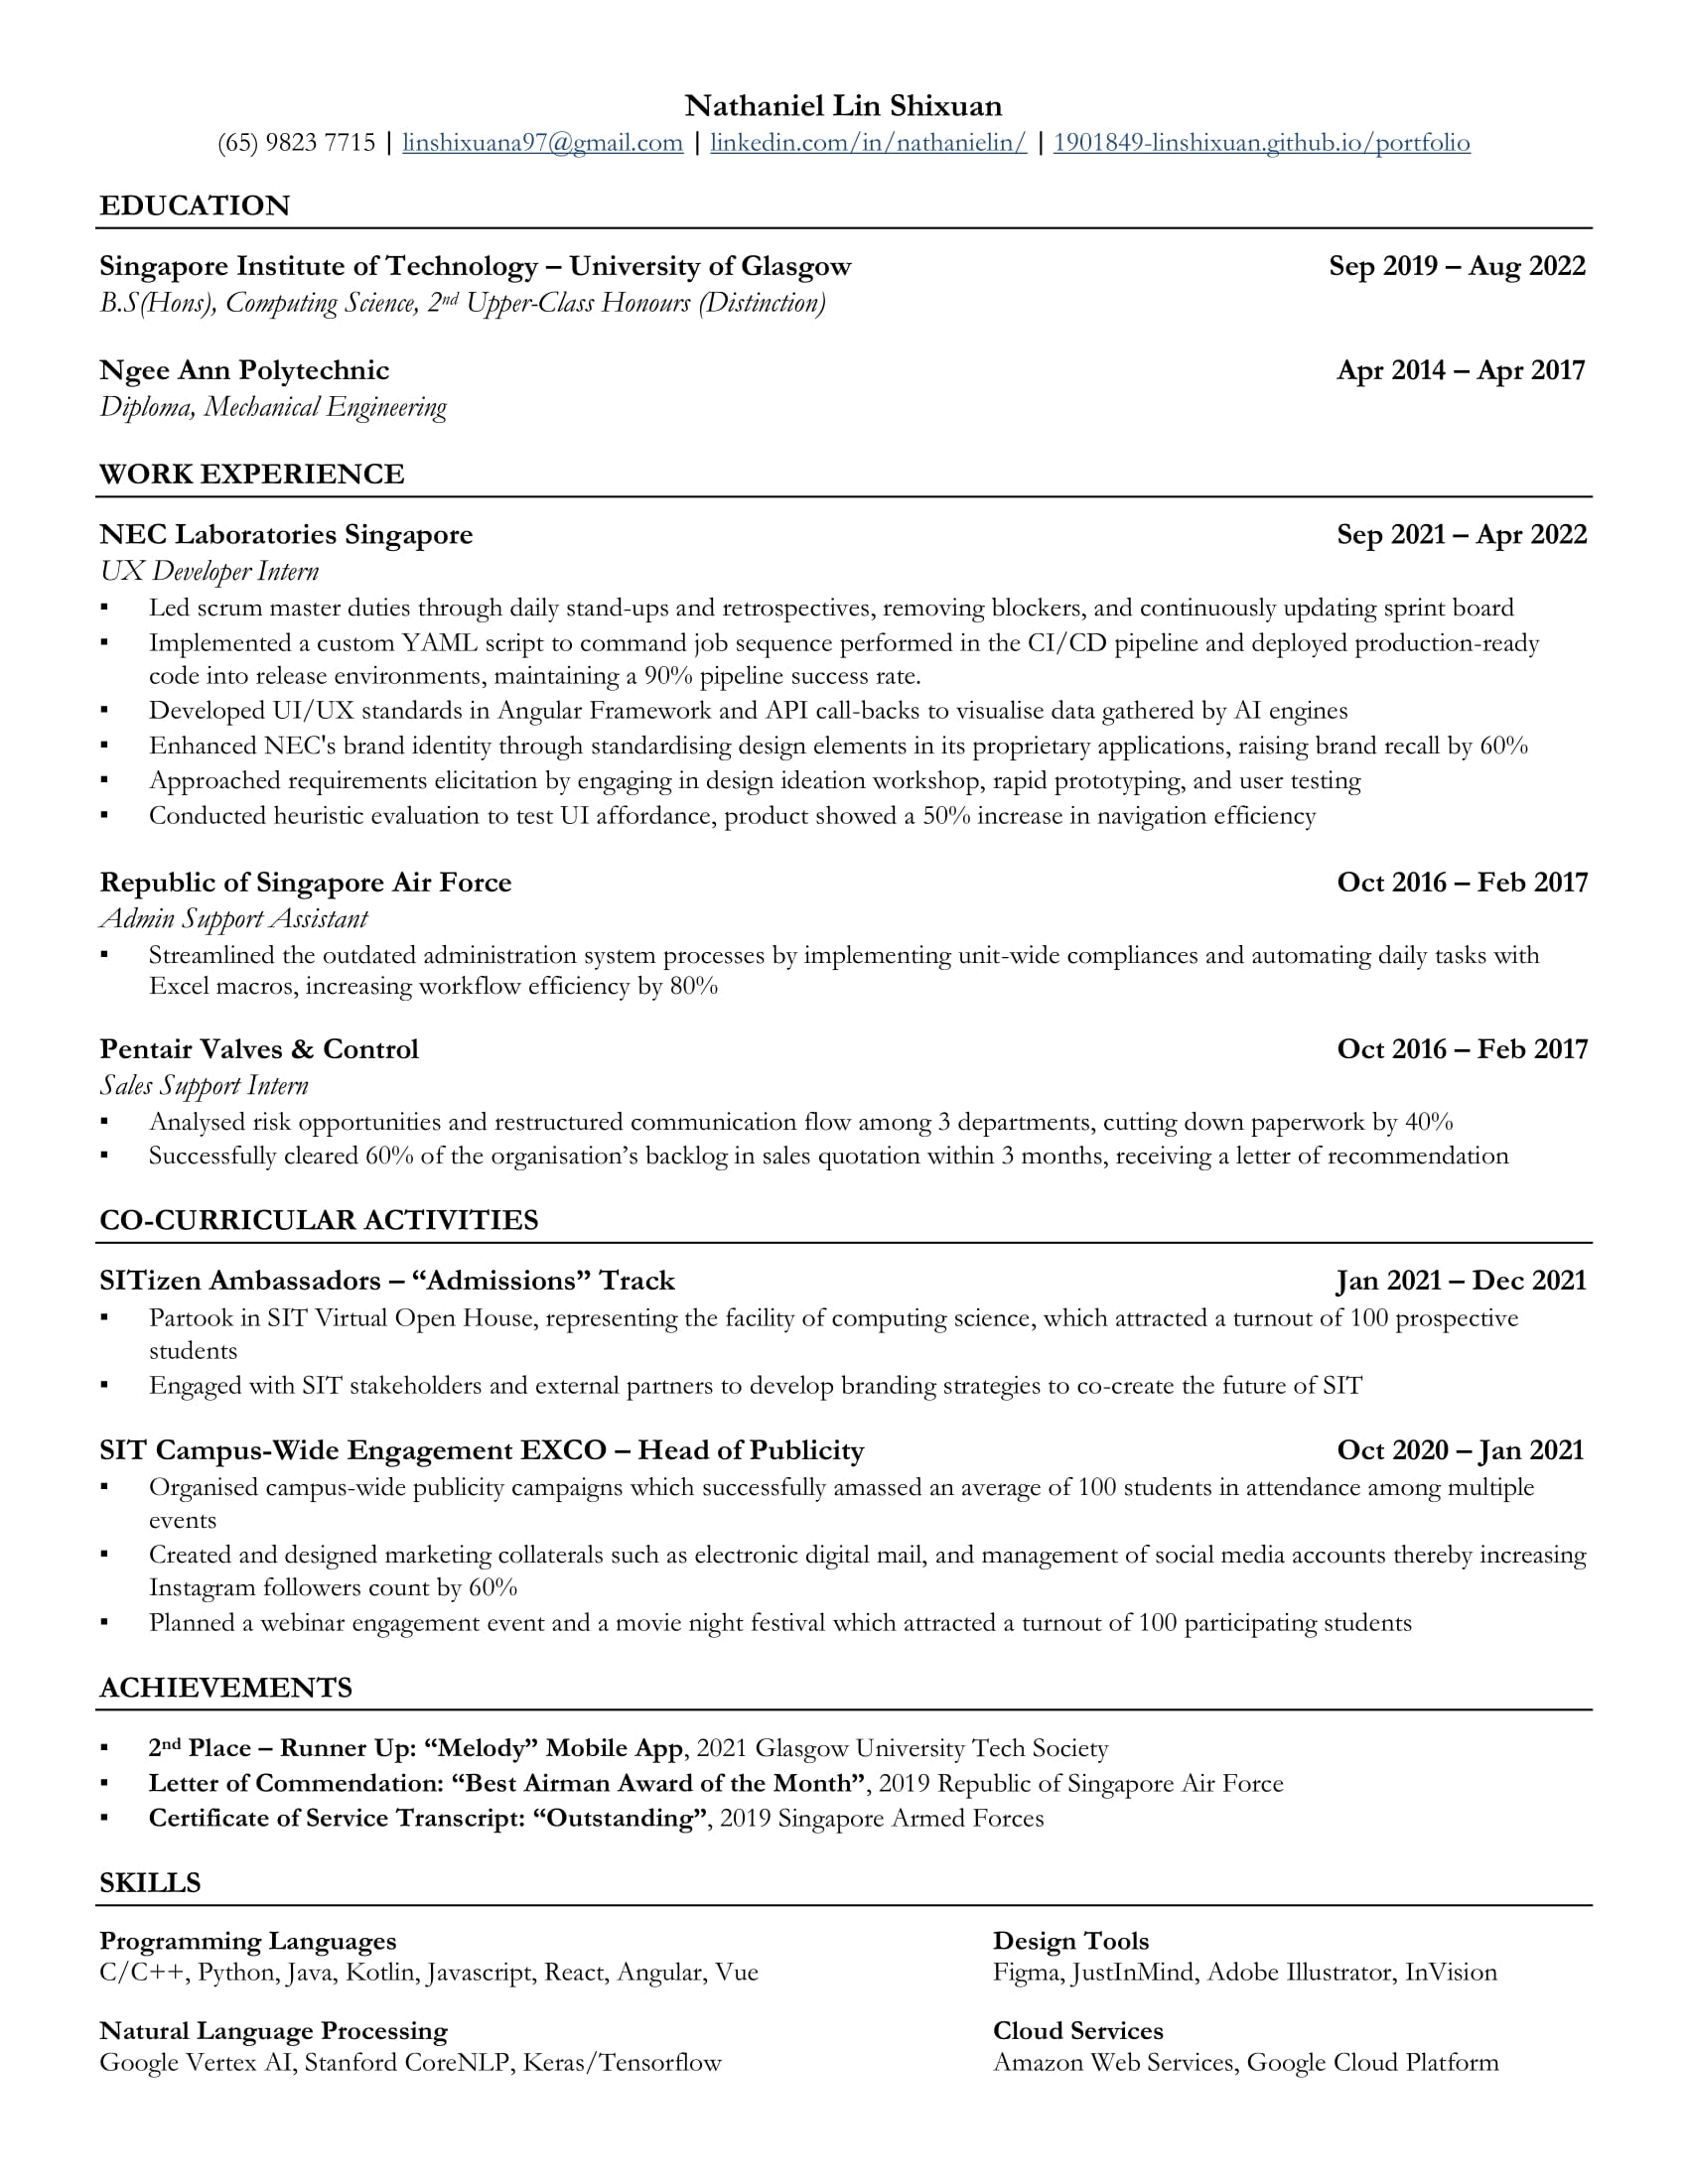 Nathaniel Lin Shixuan
(65) 9823 7715 | linshixuana97@gmail.com | linkedin.com/in/nathanielin/ | 1901849-linshixuan.github.io/portfolio
EDUCATION
Singapore Institute of Technology – University of Glasgow Sep 2019 – Aug 2022
B.S(Hons), Computing Science, 2nd Upper-Class Honours (Distinction)
Ngee Ann Polytechnic Apr 2014 – Apr 2017
Diploma, Mechanical Engineering
WORK EXPERIENCE
NEC Laboratories Singapore Sep 2021 – Apr 2022
UX Developer Intern
▪ Led scrum master duties through daily stand-ups and retrospectives, removing blockers, and continuously updating sprint board
▪ Implemented a custom YAML script to command job sequence performed in the CI/CD pipeline and deployed production-ready
code into release environments, maintaining a 90% pipeline success rate.
▪ Developed UI/UX standards in Angular Framework and API call-backs to visualise data gathered by AI engines
▪ Enhanced NEC's brand identity through standardising design elements in its proprietary applications, raising brand recall by 60%
▪ Approached requirements elicitation by engaging in design ideation workshop, rapid prototyping, and user testing
▪ Conducted heuristic evaluation to test UI affordance, product showed a 50% increase in navigation efficiency
Republic of Singapore Air Force Oct 2016 – Feb 2017
Admin Support Assistant
▪ Streamlined the outdated administration system processes by implementing unit-wide compliances and automating daily tasks with
Excel macros, increasing workflow efficiency by 80%
Pentair Valves & Control Oct 2016 – Feb 2017
Sales Support Intern
▪ Analysed risk opportunities and restructured communication flow among 3 departments, cutting down paperwork by 40%
▪ Successfully cleared 60% of the organisation’s backlog in sales quotation within 3 months, receiving a letter of recommendation
CO-CURRICULAR ACTIVITIES
SITizen Ambassadors – “Admissions” Track Jan 2021 – Dec 2021
▪ Partook in SIT Virtual Open House, representing the facility of computing science, which attracted a turnout of 100 prospective
students
▪ Engaged with SIT stakeholders and external partners to develop branding strategies to co-create the future of SIT
SIT Campus-Wide Engagement EXCO – Head of Publicity Oct 2020 – Jan 2021
▪ Organised campus-wide publicity campaigns which successfully amassed an average of 100 students in attendance among multiple
events
▪ Created and designed marketing collaterals such as electronic digital mail, and management of social media accounts thereby increasing
Instagram followers count by 60%
▪ Planned a webinar engagement event and a movie night festival which attracted a turnout of 100 participating students
ACHIEVEMENTS
▪ 2nd Place – Runner Up: “Melody” Mobile App, 2021 Glasgow University Tech Society
▪ Letter of Commendation: “Best Airman Award of the Month”, 2019 Republic of Singapore Air Force
▪ Certificate of Service Transcript: “Outstanding”, 2019 Singapore Armed Forces
SKILLS
Programming Languages
C/C++, Python, Java, Kotlin, Javascript, React, Angular, Vue
Design Tools
Figma, JustInMind, Adobe Illustrator, InVision
Natural Language Processing
Google Vertex AI, Stanford CoreNLP, Keras/Tensorflow
Cloud Services
Amazon Web Services, Google Cloud Platform